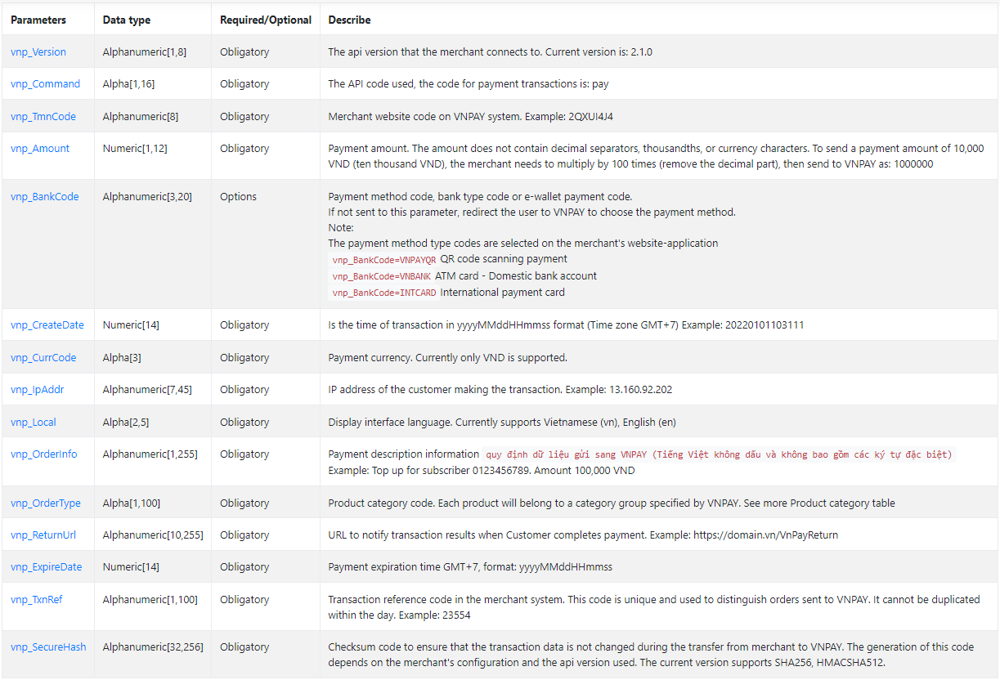 Parameters Data type Required/Optional Describe
vnp_Version Alphanumeric[1,8] Obligatory The api version that the merchant connects to. Current version is: 2.1.0
vnp_Command Alpha[1,16] Obligatory The API code used, the code for payment transactions is: pay
vnp_TmnCode Alphanumeric[8] Obligatory Merchant website code on VNPAY system. Example: 2QXUI4J4
vnp_Amount Numeric[1,12] Obligatory Payment amount. The amount does not contain decimal separators, thousandths, or currency characters. To send a payment amount of 10,000
VND (ten thousand VND), the merchant needs to multiply by 100 times (remove the decimal part), then send to VNPAY as: 1000000
vnp_BankCode Alphanumeric[3,20] Options Payment method code, bank type code or e-wallet payment code.
If not sent to this parameter, redirect the user to VNPAY to choose the payment method.
Note:
The payment method type codes are selected on the merchant's website-application
vnp_BankCode=VNPAYQR QR code scanning payment
vnp_BankCode=VNBANK ATM card - Domestic bank account
vnp_BankCode=INTCARD International payment card
vnp_CreateDate Numeric[14] Obligatory Is the time of transaction in yyyyMMddHHmmss format (Time zone GMT+7) Example: 20220101103111
vnp_CurrCode Alpha[3] Obligatory Payment currency. Currently only VND is supported.
vnp_IpAddr Alphanumeric[7,45] Obligatory IP address of the customer making the transaction. Example: 13.160.92.202
vnp_Local Alpha[2,5] Obligatory Display interface language. Currently supports Vietnamese (vn), English (en)
vnp_OrderInfo Alphanumeric[1,255] Obligatory Payment description information quy định dữ liệu gửi sang VNPAY (Tiếng Việt không dấu và không bao gồm các ký tự đặc biệt)
Example: Top up for subscriber 0123456789. Amount 100,000 VND
vnp_OrderType Alpha[1,100] Obligatory Product category code. Each product will belong to a category group specified by VNPAY. See more Product category table
vnp_ReturnUrl Alphanumeric[10,255] Obligatory URL to notify transaction results when Customer completes payment. Example: https://domain.vn/VnPayReturn
vnp_ExpireDate Numeric[14] Obligatory Payment expiration time GMT+7, format: yyyyMMddHHmmss
vnp_TxnRef Alphanumeric[1,100] Obligatory Transaction reference code in the merchant system. This code is unique and used to distinguish orders sent to VNPAY. It cannot be duplicated
within the day. Example: 23554
vnp_SecureHash Alphanumeric[32,256] Obligatory Checksum code to ensure that the transaction data is not changed during the transfer from merchant to VNPAY. The generation of this code
depends on the merchant's configuration and the api version used. The current version supports SHA256, HMACSHA512.